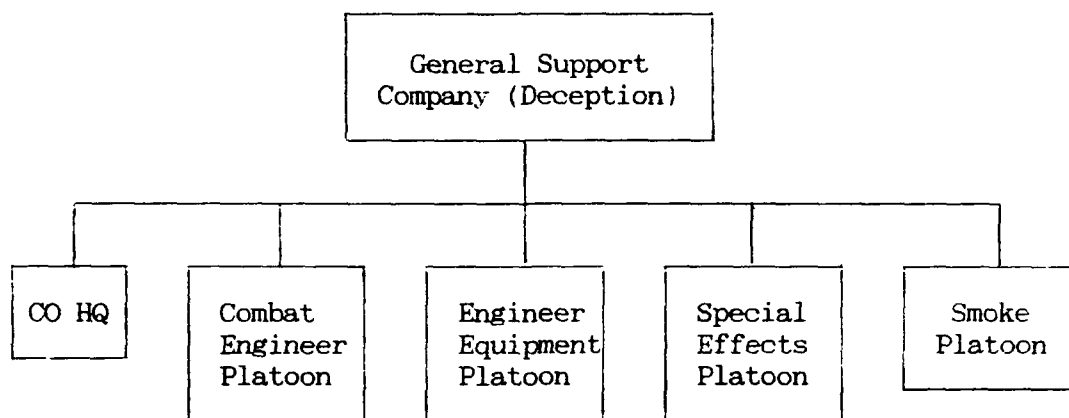 General Support
Company (Deception)
CO HQ
Combat
Engineer
Platoon
Engineer
Equipment
Platoon
Special
Effects
Platoon
Smoke
Platoon